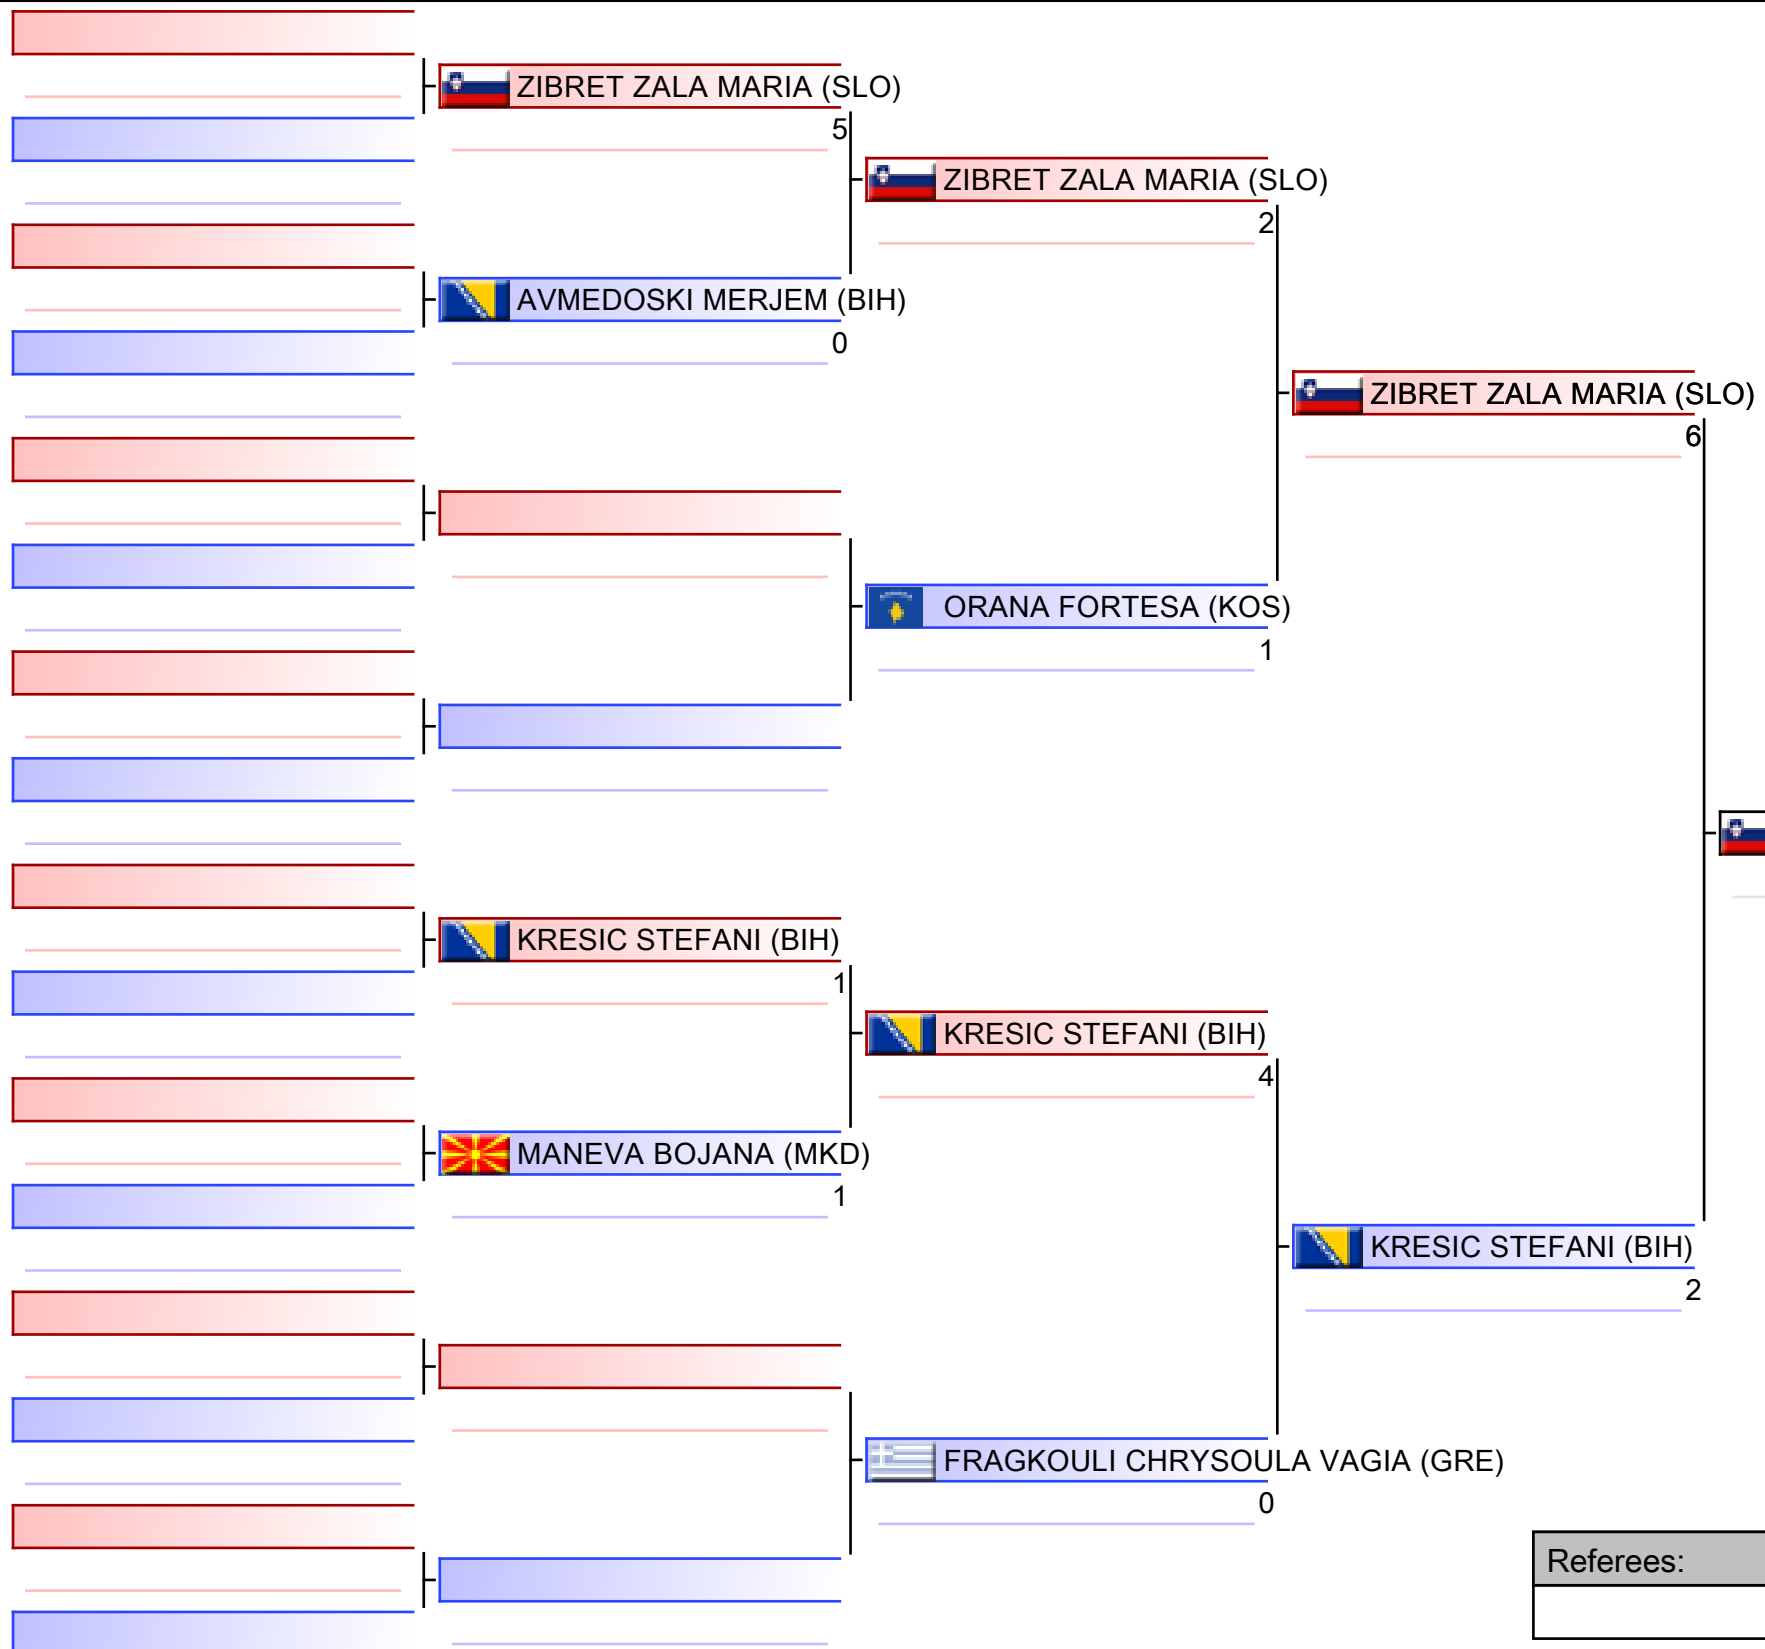 ZIBRET ZALA MARIA (SLO)
5
ZIBRET ZALA MARIA (SLO)
2
AVMEDOSKI MERJEM (BIH)
0
ZIBRET ZALA MARIA (SLO)
6
ORANA FORTESA (KOS)
1
KRESIC STEFANI (BIH)
1
KRESIC STEFANI (BIH)
4
MANEVA BOJANA (MKD)
1
KRESIC STEFANI (BIH)
2
FRAGKOULI CHRYSOULA VAGIA (GRE)
0
Referees: